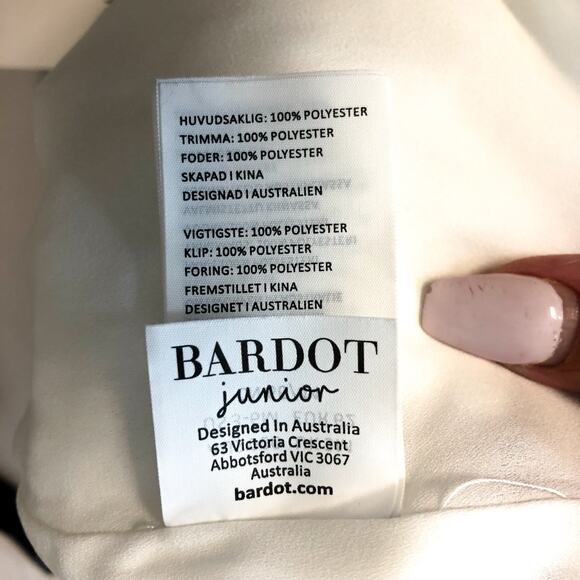 HUVUDSAKLIG: 100% POLYESTER
TRIMMA: 100% POLYESTER
FODER: 100% POLYESTER
SKAPAD I KINA
DESIGNAD I AUSTRALIEN
VIGTIGSTE: 100% POLYESTER
KLIP: 100% POLYESTER
FORING: 100% POLYESTER
FREMSTILLET I KINA
DESIGNET I AUSTRALIEN
BARDOT
junior
Designed In Australia
63 Victoria Crescent
Abbotsford VIC 3067
Australia
bardot.com